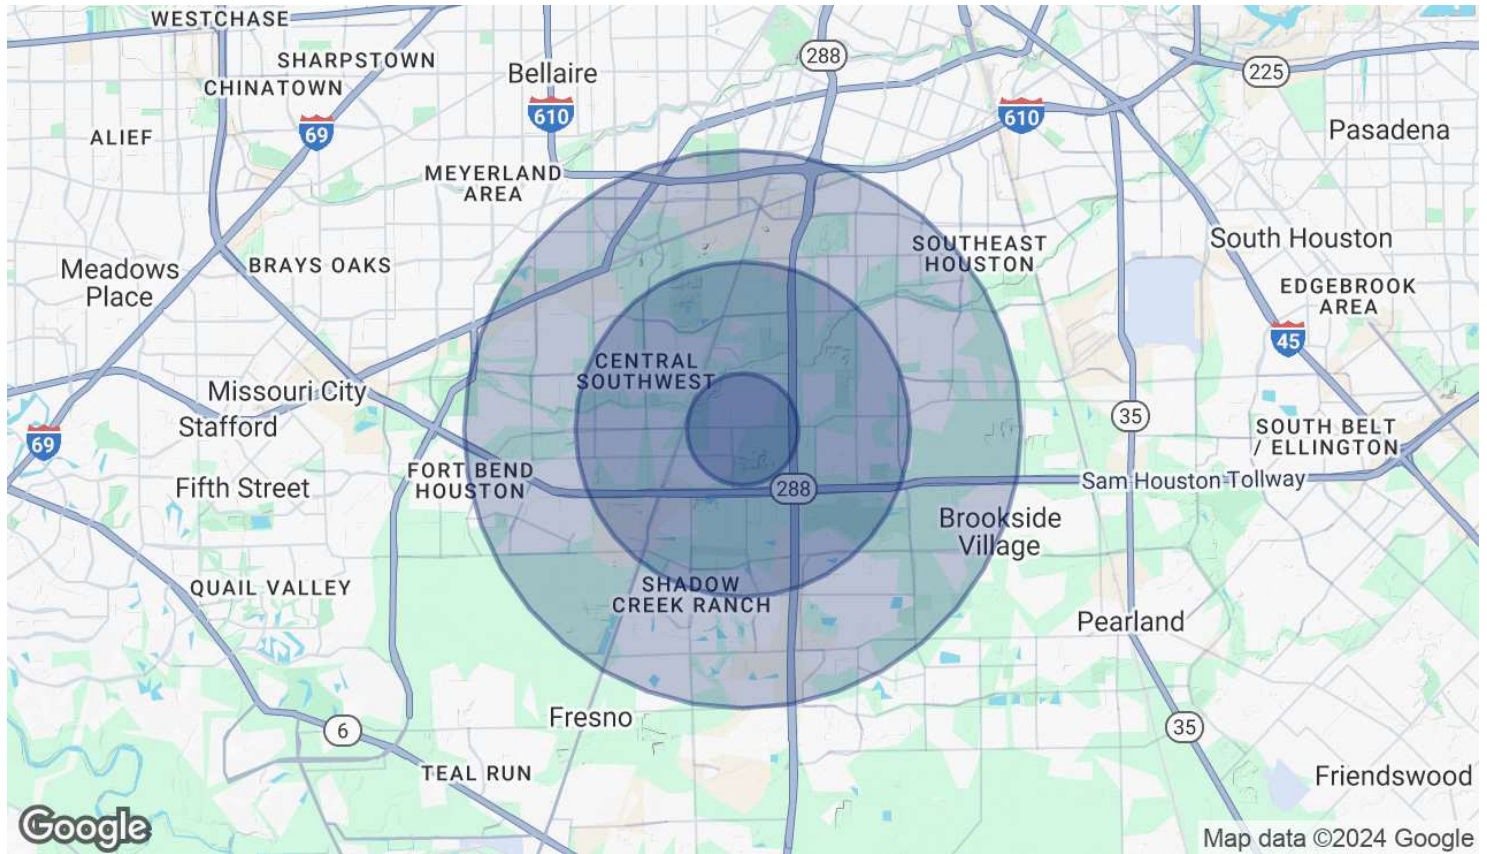 WESTCHASE
SHARPSTOWN
CHINATOWN
Bellaire
288
225
610
610
69
ALIEF
Pasadena
MEYERLAND
AREA
SOUTHEAST
HOUSTON
South Houston
BRAYS OAKS
Meadows
Place
EDGEBROOK
AREA
45
CENTRAL
SOUTHWEST
Missouri City
Stafford
35
69
SOUTH BELT
/ ELLINGTON
FORT BEND
HOUSTON
Fifth Street
288
Sam Houston Tollway
Brookside
Village
QUAIL VALLEY
SHADOW
CREEK RANCH
Pearland
Fresno
6
35
TEAL RUN
Friendswood
Google
Map data ©2024 Google